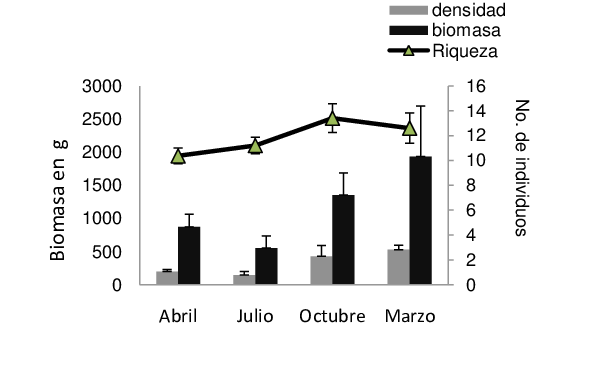 densidad
biomasa
Riqueza
3000
2500
2000
1500
1000
500
0
Biomasa en g
16
14
12
10
8
6
4
2
0
No. de individuos
Abril Julio Octubre Marzo